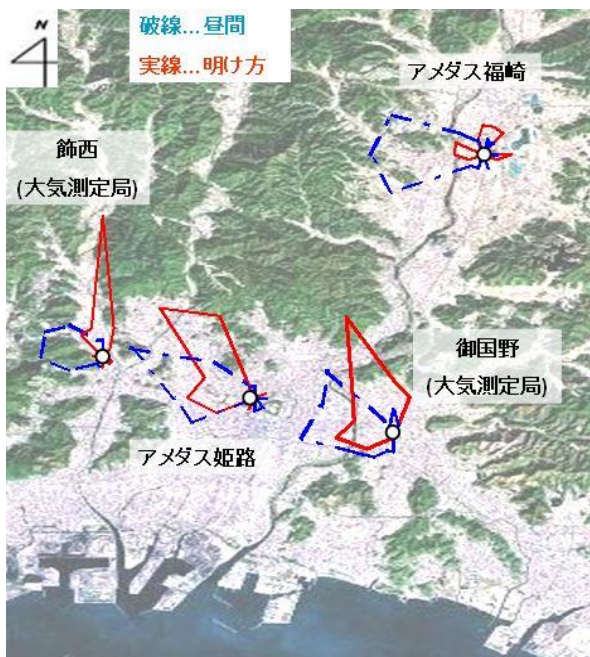 N
破線...昼間
実線...明け方
アメダス福崎
飾西
(大気測定局)
御国野
(大気測定局)
アメダス姫路